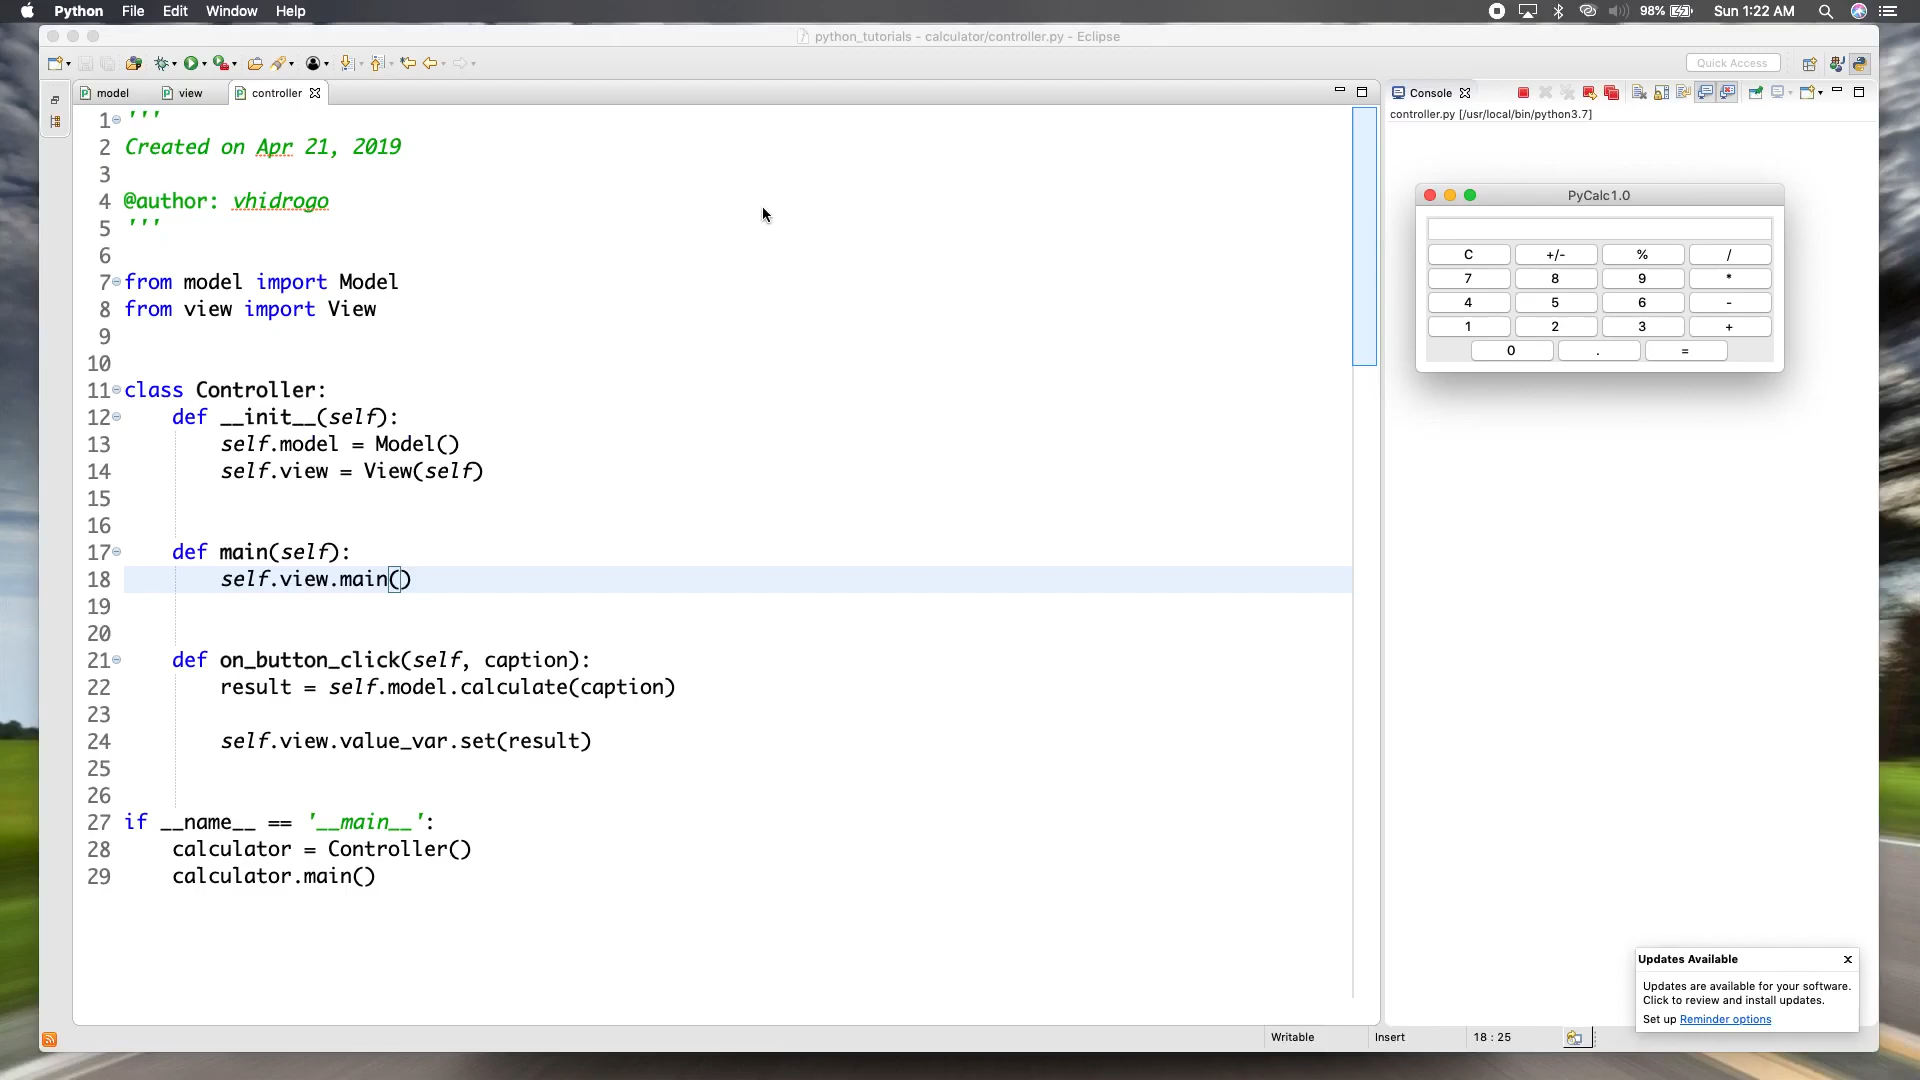 Python File Edit Window Help
98% Sun 1:22 AM
python_tutorials - calculator/controller.py - Eclipse
Quick Access
model view controller
Console
controller.py [/usr/local/bin/python3.7]
1 '''
2 Created on Apr 21, 2019
3
4 @author: vhidrogo
5 '''
6
7 from model import Model
8 from view import View
9
10
11 class Controller:
12 def __init__(self):
13 self.model = Model()
14 self.view = View(self)
15
16
17 def main(self):
18 self.view.main()
19
20
21 def on_button_click(self, caption):
22 result = self.model.calculate(caption)
23
24 self.view.value_var.set(result)
25
26
27 if __name__ == '__main__':
28 calculator = Controller()
29 calculator.main()
PyCalc1.0
C +/- % /
7 8 9 *
4 5 6 -
1 2 3 +
0 . =
Updates Available
Updates are available for your software.
Click to review and install updates.
Set up Reminder options
Writable Insert 18 : 25